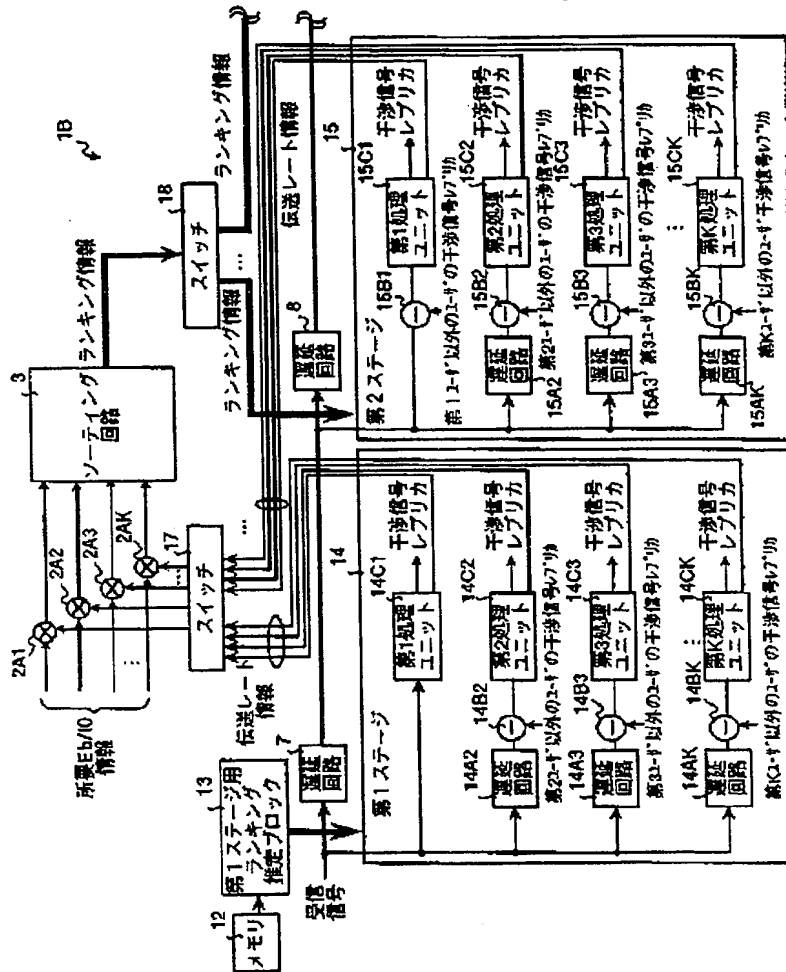 1B
所要Eb/I0
情報
2A1
2A2
2A3
2AK
3
ソーティング
回路
ランキング情報
17
スイッチ
18
スイッチ
ランキング情報
ランキング情報
伝送レート
情報
伝送レート情報
12
メモリ
13
第1ステージ用
ランキング
推定ブロック
受信
信号
7
遅延
回路
8
遅延
回路
14
第1ステージ
14C1
第1処理
ユニット
干渉信号
レプリカ
14A2
遅延
回路
14B2
14C2
第2処理
ユニット
干渉信号
レプリカ
第2ユーザ以外のユーザの干渉信号レプリカ
14A3
遅延
回路
14B3
14C3
第3処理
ユニット
干渉信号
レプリカ
第3ユーザ以外のユーザの干渉信号レプリカ
14AK
遅延
回路
14BK
14CK
第K処理
ユニット
干渉信号
レプリカ
第Kユーザ以外のユーザの干渉信号レプリカ
15
第2ステージ
15B1
15C1
第1処理
ユニット
干渉信号
レプリカ
第1ユーザ以外のユーザの干渉信号レプリカ
15A2
遅延
回路
15B2
15C2
第2処理
ユニット
干渉信号
レプリカ
第2ユーザ以外のユーザの干渉信号レプリカ
15A3
遅延
回路
15B3
15C3
第3処理
ユニット
干渉信号
レプリカ
第3ユーザ以外のユーザの干渉信号レプリカ
15AK
遅延
回路
15BK
15CK
第K処理
ユニット
干渉信号
レプリカ
第Kユーザ以外のユーザ干渉信号レプリカ